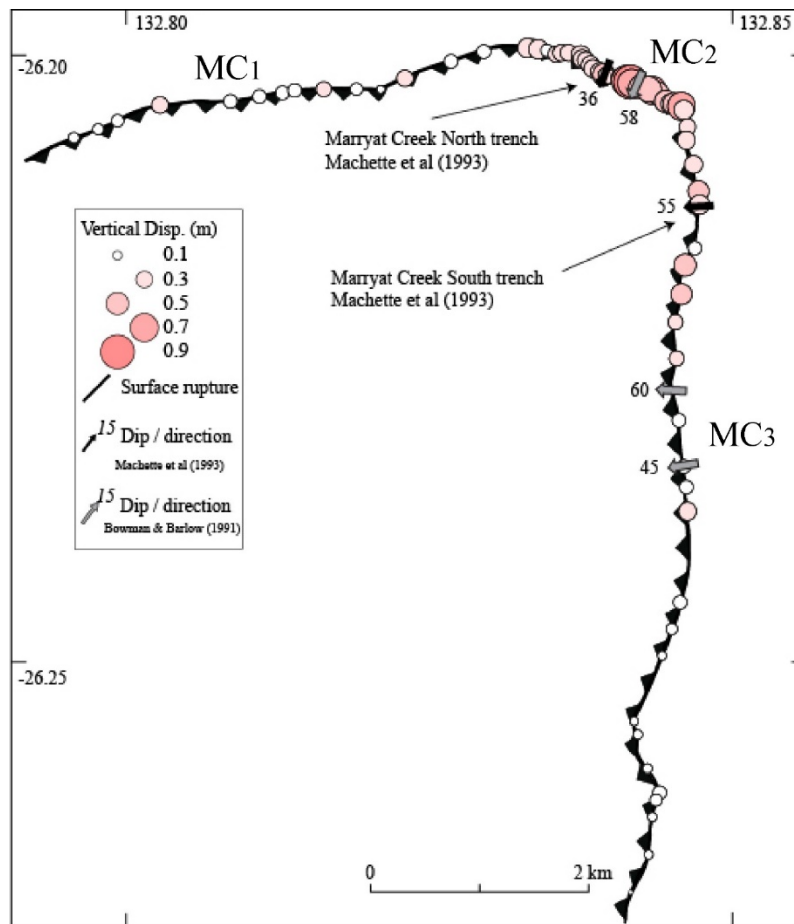 132.80
132.85
-26.20
MC1
MC2
36
58
Marryat Creek North trench
Machette et al (1993)
55
Marryat Creek South trench
Machette et al (1993)
Vertical Disp. (m)
0.1
0.3
0.5
0.7
0.9
Surface rupture
15 Dip / direction
Machette et al (1993)
15 Dip / direction
Bowman & Barlow (1991)
60
MC3
45
-26.25
0 2 km